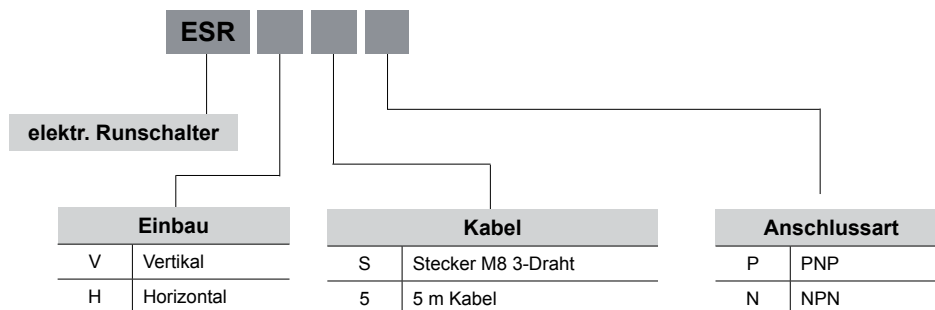 ESR
elektr. Runschalter
Einbau
V Vertikal
H Horizontal
Kabel
S Stecker M8 3-Draht
5 5 m Kabel
Anschlussart
P PNP
N NPN